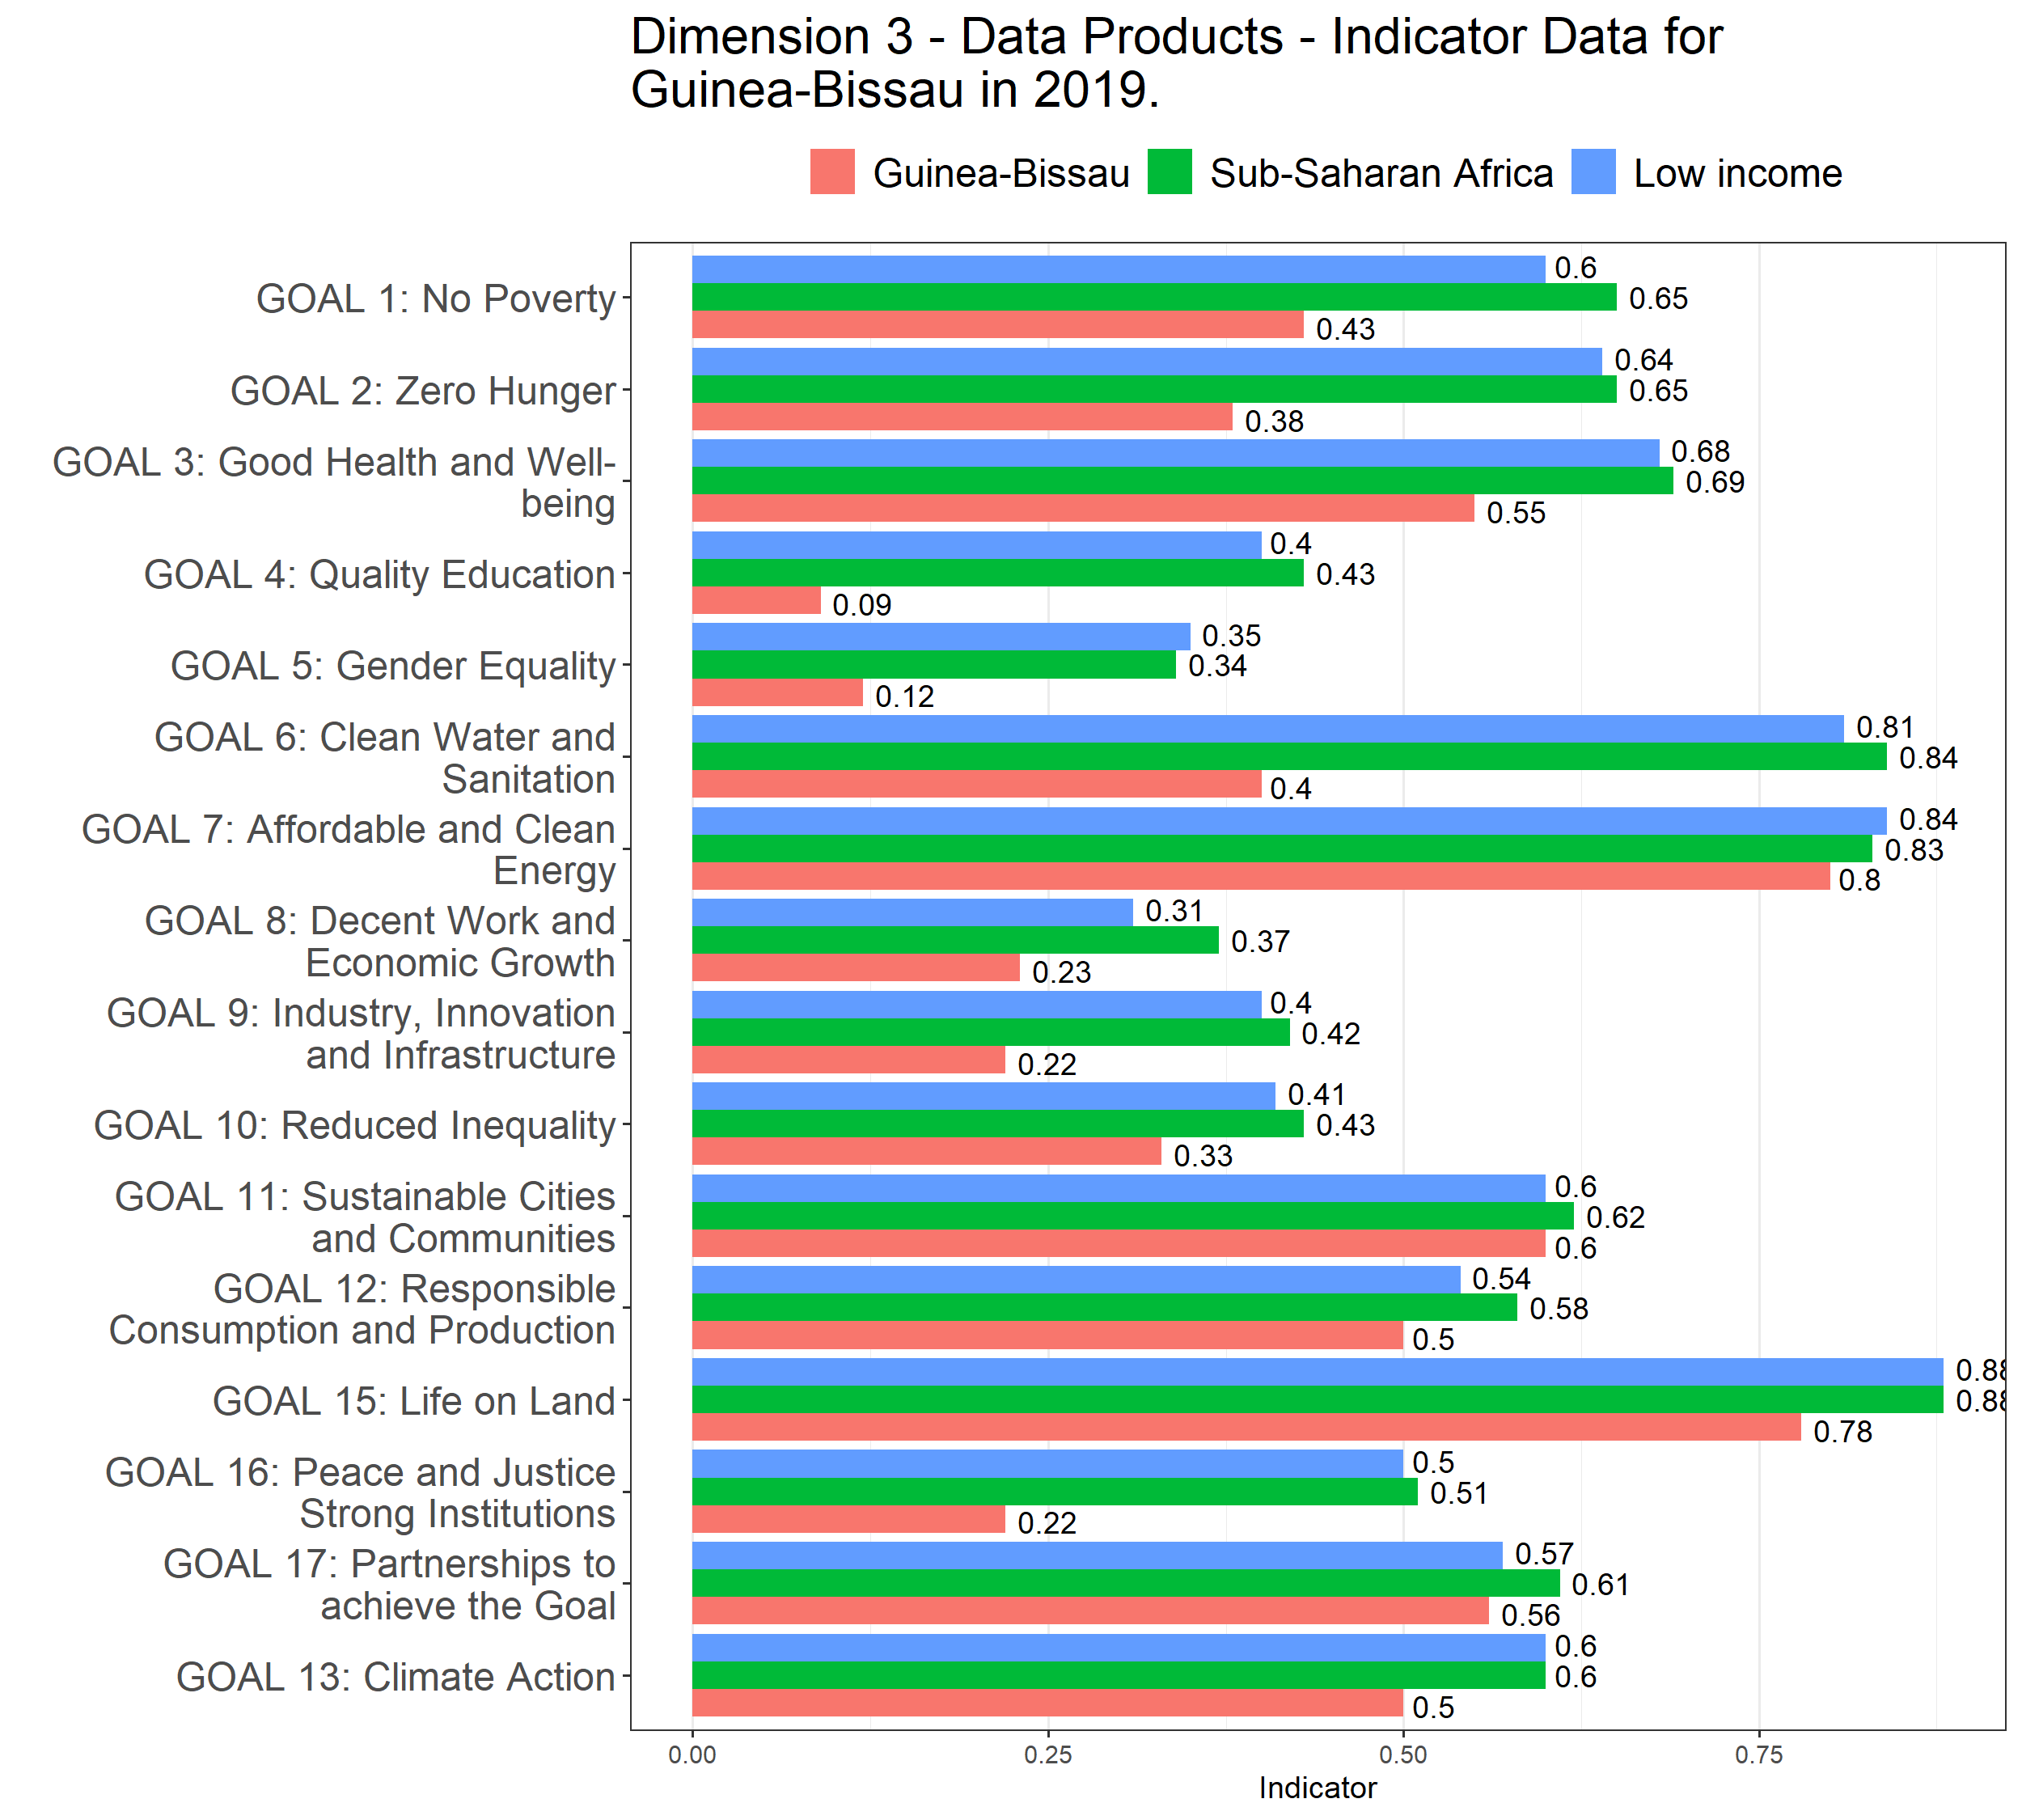 Dimension 3 - Data Products - Indicator Data for
Guinea-Bissau in 2019.
Guinea-Bissau Sub-Saharan Africa Low income
GOAL 1: No Poverty
0.6
0.65
0.43
GOAL 2: Zero Hunger
0.64
0.65
0.38
GOAL 3: Good Health and Well-
being
0.68
0.69
0.55
GOAL 4: Quality Education
0.4
0.43
0.09
GOAL 5: Gender Equality
0.35
0.34
0.12
GOAL 6: Clean Water and
Sanitation
0.81
0.84
0.4
GOAL 7: Affordable and Clean
Energy
0.84
0.83
0.8
GOAL 8: Decent Work and
Economic Growth
0.31
0.37
0.23
GOAL 9: Industry, Innovation
and Infrastructure
0.4
0.42
0.22
GOAL 10: Reduced Inequality
0.41
0.43
0.33
GOAL 11: Sustainable Cities
and Communities
0.6
0.62
0.6
GOAL 12: Responsible
Consumption and Production
0.54
0.58
0.5
GOAL 15: Life on Land
0.88
0.88
0.78
GOAL 16: Peace and Justice
Strong Institutions
0.5
0.51
0.22
GOAL 17: Partnerships to
achieve the Goal
0.57
0.61
0.56
GOAL 13: Climate Action
0.6
0.6
0.5
0.00 0.25 0.50 0.75
Indicator